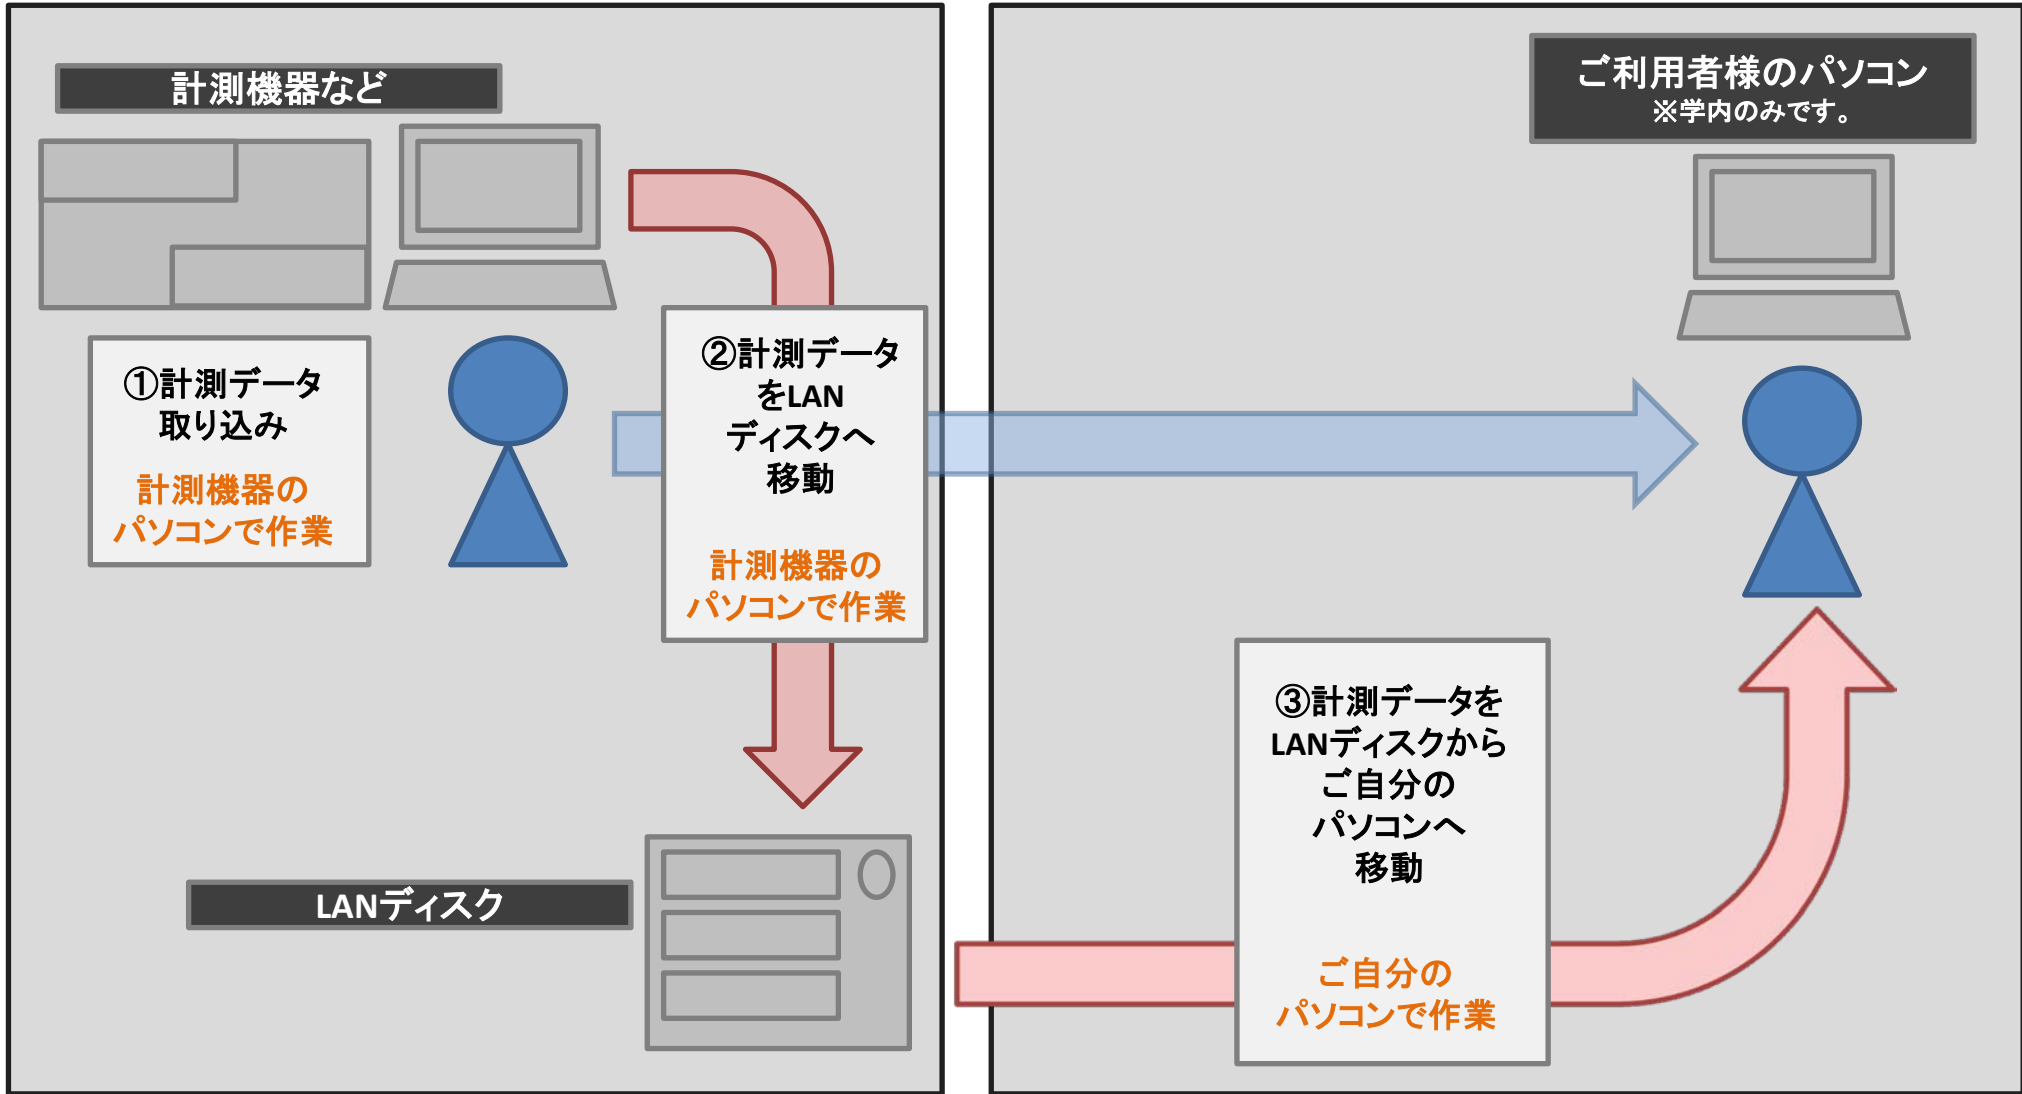 計測機器など
①計測データ
取り込み
計測機器の
パソコンで作業
②計測データ
をLAN
ディスクへ
移動
計測機器の
パソコンで作業
LANディスク
ご利用者様のパソコン
※学内のみです。
③計測データを
LANディスクから
ご自分の
パソコンへ
移動
ご自分の
パソコンで作業